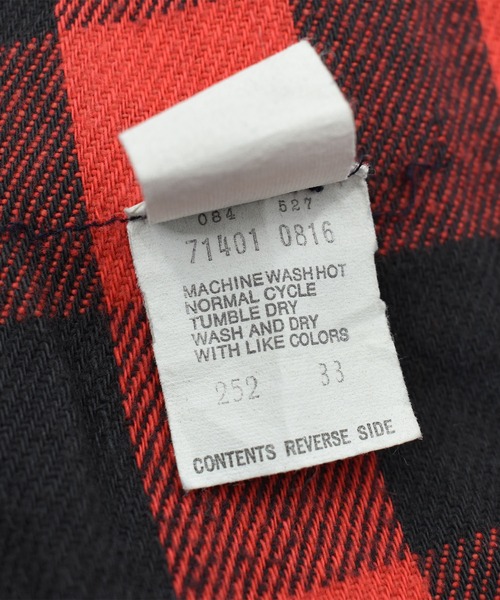 084 527
71401 0816
MACHINE WASH HOT
NORMAL CYCLE
TUMBLE DRY
WASH AND DRY
WITH LIKE COLORS
252 33
CONTENTS REVERSE SIDE